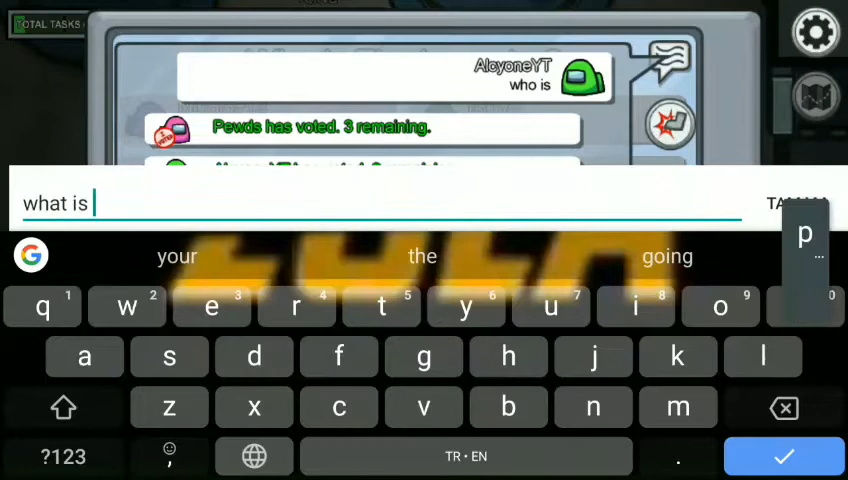 TOTAL TASKS
AlcyoneYT
who is
Pewds has voted. 3 remaining.
what is
p
...
your the going
q 1 w 2 e 3 r 4 t 5 y 6 u 7 i 8 o 9 0
a s d f g h j k l
z x c v b n m
?123 , TR • EN .